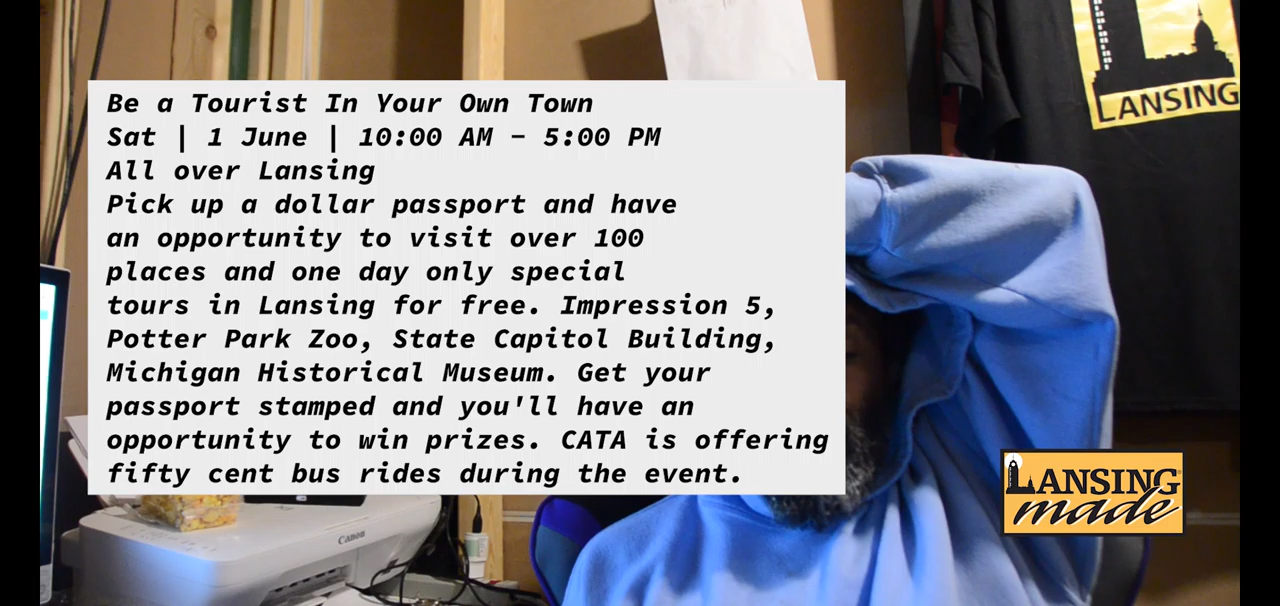 Be a Tourist In Your Own Town
Sat | 1 June | 10:00 AM - 5:00 PM
All over Lansing
Pick up a dollar passport and have
an opportunity to visit over 100
places and one day only special
tours in Lansing for free. Impression 5,
Potter Park Zoo, State Capitol Building,
Michigan Historical Museum. Get your
passport stamped and you'll have an
opportunity to win prizes. CATA is offering
fifty cent bus rides during the event.
LANSING
LANSING
made
Canon